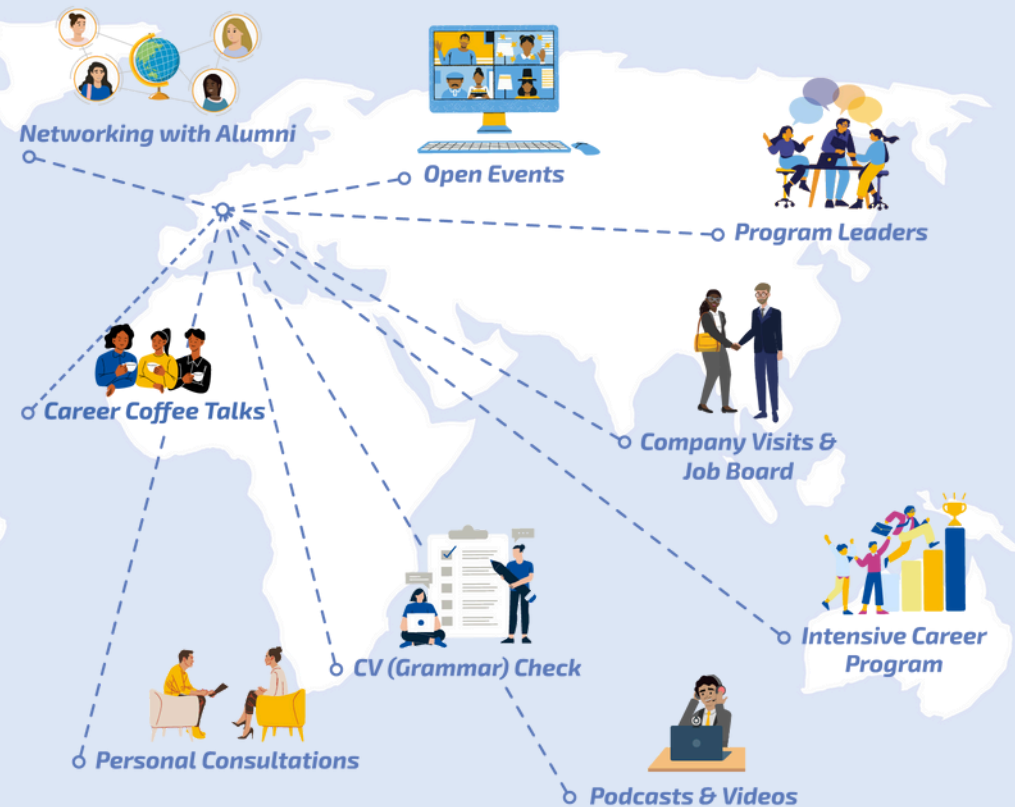 Networking with Alumni
Open Events
Program Leaders
Career Coffee Talks
Company Visits &
Job Board
Intensive Career
Program
CV (Grammar) Check
Personal Consultations
Podcasts & Videos